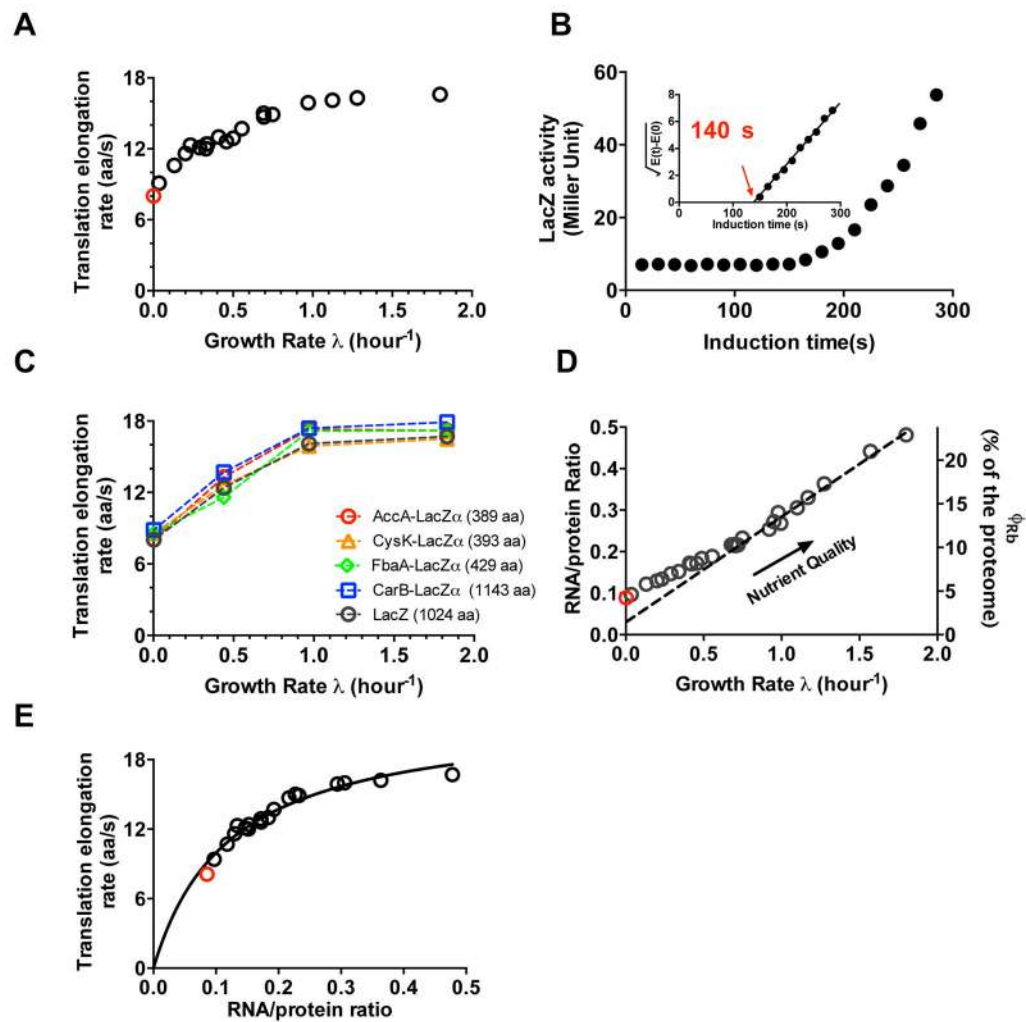 A
Translation elongation
rate (aa/s)
18
12
6
0
0.0 0.5 1.0 1.5 2.0
Growth Rate λ (hour⁻¹)
B
LacZ activity
(Miller Unit)
60
40
20
0
0 100 200 300
Induction time(s)
√E(t)-E(0)
8
6
4
2
0
0 100 200 300
Induction time (s)
140 s
C
Translation elongation
rate (aa/s)
18
12
6
0
0.0 0.5 1.0 1.5 2.0
Growth Rate λ (hour⁻¹)
AccA-LacZα (389 aa)
CysK-LacZα (393 aa)
FbaA-LacZα (429 aa)
CarB-LacZα (1143 aa)
LacZ (1024 aa)
D
RNA/protein Ratio
0.5
0.4
0.3
0.2
0.1
0.0
0.0 0.5 1.0 1.5 2.0
Growth Rate λ (hour⁻¹)
Nutrient Quality
20
15
10
5
0
ϕRb
(% of the proteome)
E
Translation elongation
rate (aa/s)
18
12
6
0
0.0 0.1 0.2 0.3 0.4 0.5
RNA/protein ratio